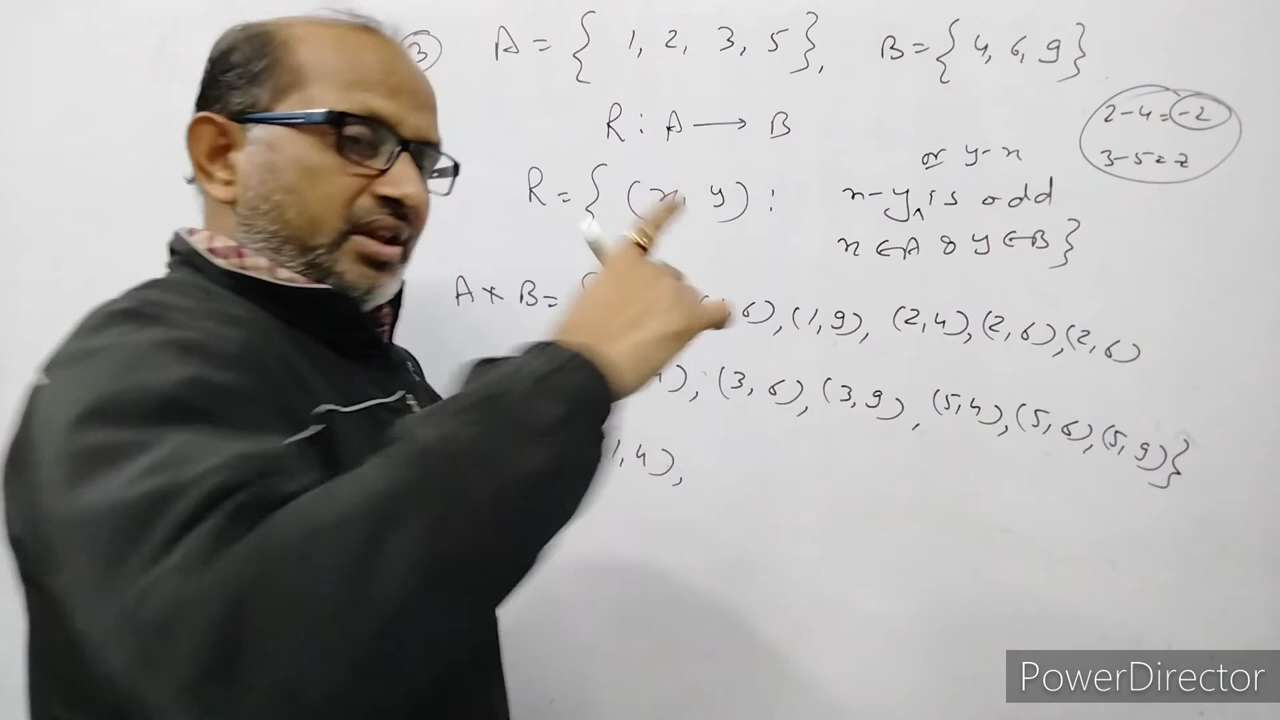 3 A = { 1, 2, 3, 5 }, B = { 4, 6, 9 }
R : A → B
2-4 = -2
3-5 = 2
or y-x
R = { (x, y) : x-y is odd
x ∈ A & y ∈ B }
A × B = 6), (1,9), (2,4), (2,6), (2,6)
), (3,6), (3,9), (5,4), (5,6), (5,9) }
1,4),
PowerDirector